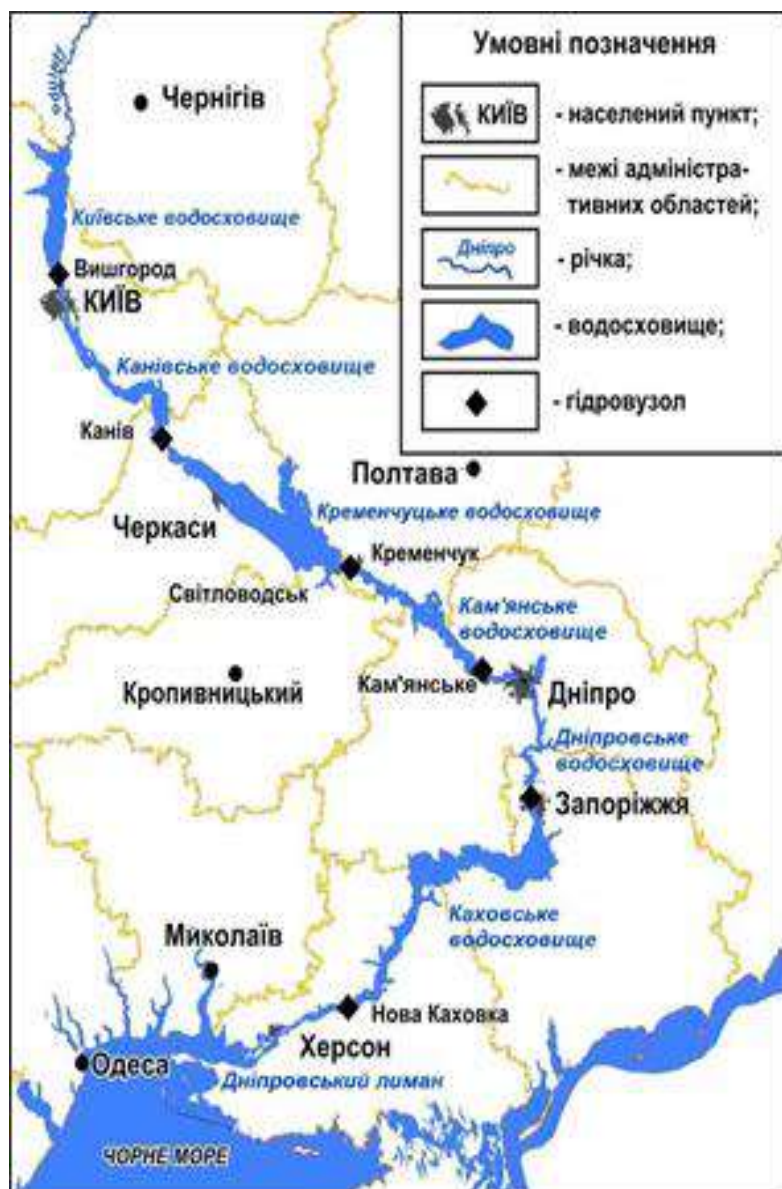 Умовні позначення
КИЇВ
- населений пункт;
- межі адміністра-
тивних областей;
Дніпро
- річка;
- водосховище;
- гідровузол
Дніпро
Чернігів
Київське водосховище
Вишгород
КИЇВ
Канівське водосховище
Канів
Полтава
Черкаси
Кременчуцьке водосховище
Кременчук
Світловодськ
Кам'янське
водосховище
Кропивницький
Кам'янське
Дніпро
Дніпровське
водосховище
Запоріжжя
Каховське
водосховище
Миколаїв
Нова Каховка
Херсон
Одеса
Дніпровський лиман
ЧОРНЕ МОРЕ